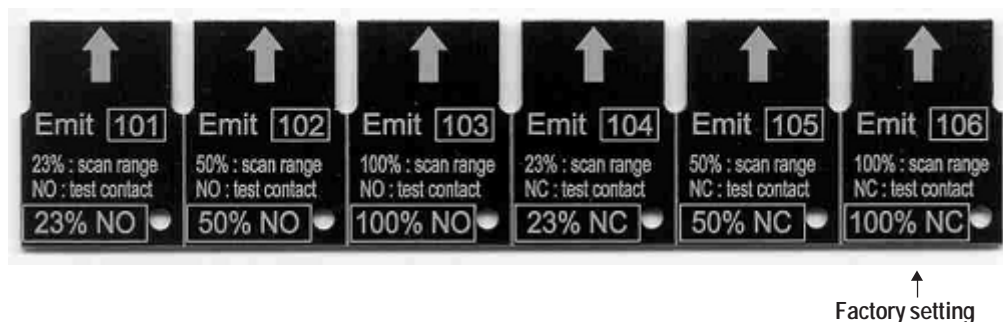 Emit 101
23% : scan range
NO : test contact
23% NO
Emit 102
50% : scan range
NO : test contact
50% NO
Emit 103
100% : scan range
NO : test contact
100% NO
Emit 104
23% : scan range
NC : test contact
23% NC
Emit 105
50% : scan range
NC : test contact
50% NC
Emit 106
100% : scan range
NC : test contact
100% NC
Factory setting